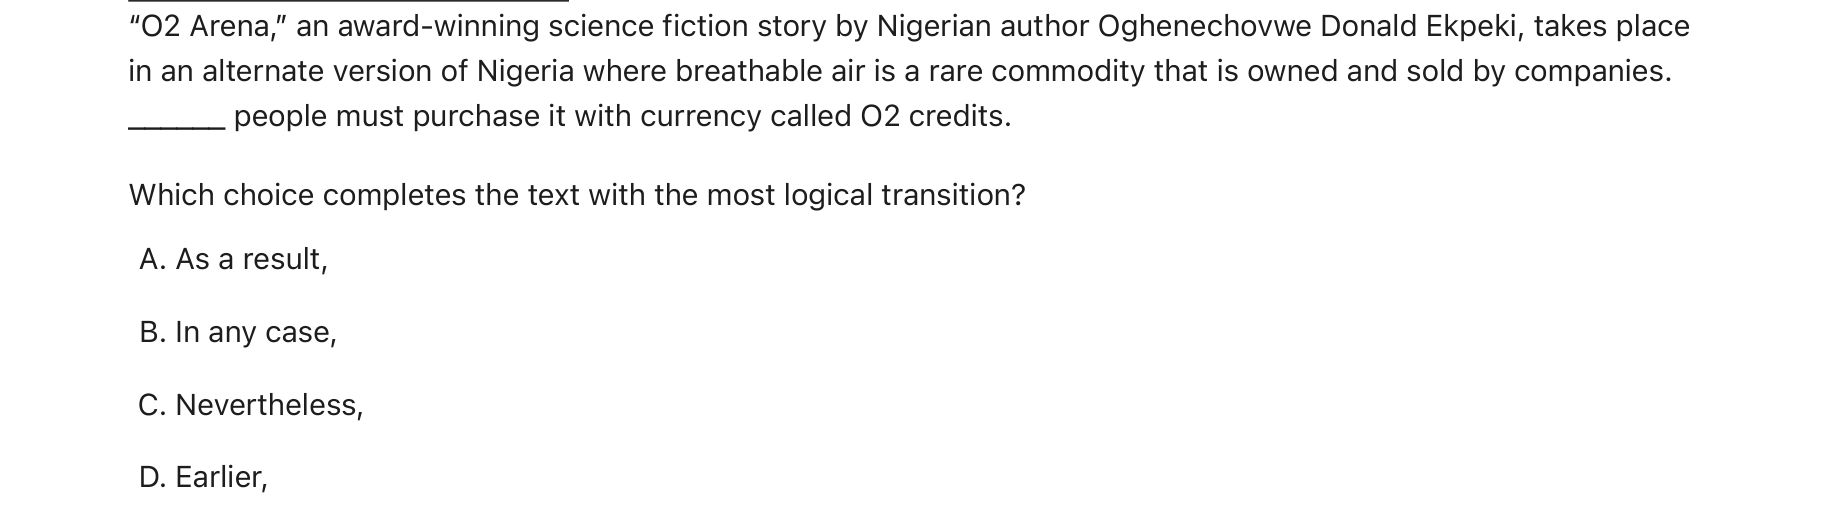 “O2 Arena,” an award-winning science fiction story by Nigerian author Oghenechovwe Donald Ekpeki, takes place
in an alternate version of Nigeria where breathable air is a rare commodity that is owned and sold by companies.
______ people must purchase it with currency called O2 credits.
Which choice completes the text with the most logical transition?
A. As a result,
B. In any case,
C. Nevertheless,
D. Earlier,